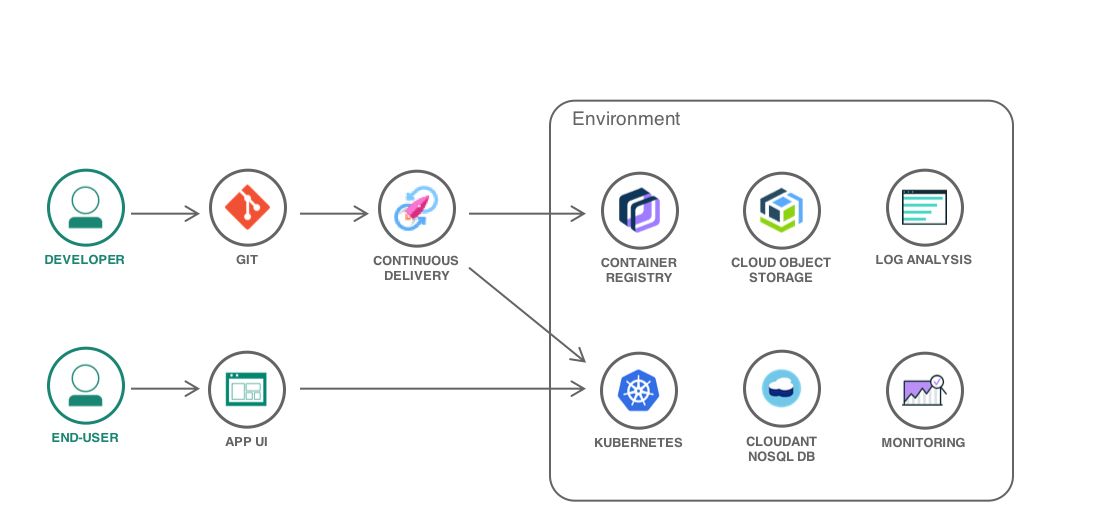 Environment
DEVELOPER
GIT
CONTINUOUS
DELIVERY
CONTAINER
REGISTRY
CLOUD OBJECT
STORAGE
LOG ANALYSIS
END-USER
APP UI
KUBERNETES
CLOUDANT
NOSQL DB
MONITORING